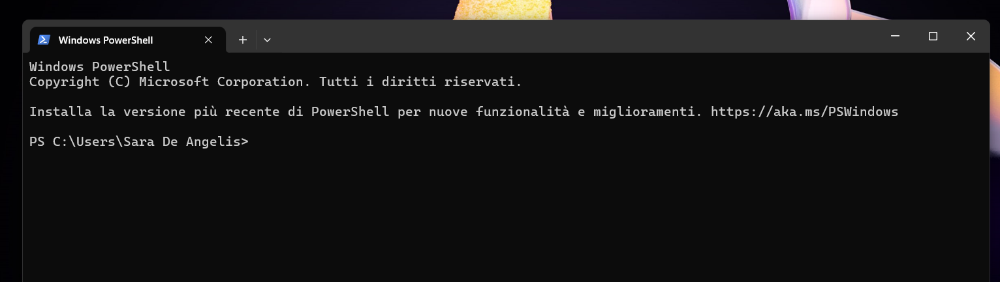 Windows PowerShell
Windows PowerShell
Copyright (C) Microsoft Corporation. Tutti i diritti riservati.
Installa la versione più recente di PowerShell per nuove funzionalità e miglioramenti. https://aka.ms/PSWindows
PS C:\Users\Sara De Angelis>